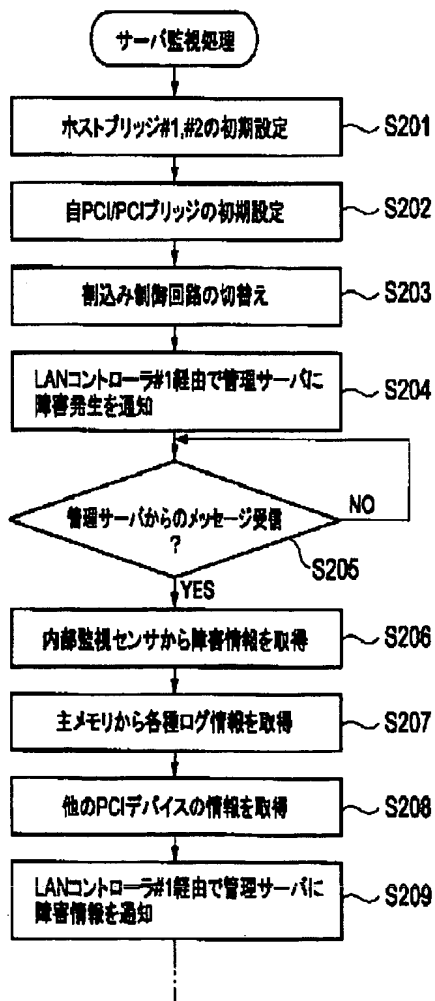 サーバ監視処理
ホストブリッジ#1,#2の初期設定
S201
自PCI/PCIブリッジの初期設定
S202
割込み制御回路の切替え
S203
LANコントローラ#1経由で管理サーバに
障害発生を通知
S204
管理サーバからのメッセージ受信
?
NO
S205
YES
内部監視センサから障害情報を取得
S206
主メモリから各種ログ情報を取得
S207
他のPCIデバイスの情報を取得
S208
LANコントローラ#1経由で管理サーバに
障害情報を通知
S209